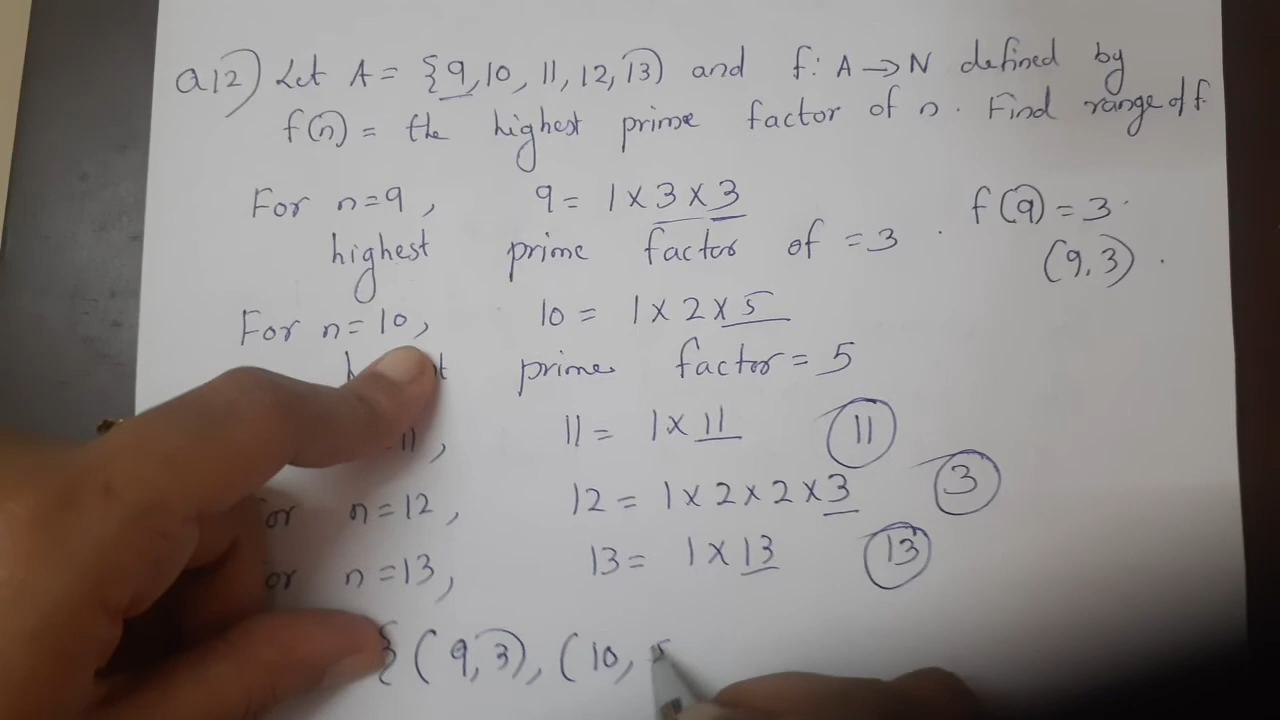 Q12) Let A = {9,10, 11, 12, 13} and f: A → N defined by
f(n) = the highest prime factor of n. Find range of f
For n=9, 9 = 1 x 3 x 3 f(9) = 3
highest prime factor of = 3. (9,3).
For n=10, 10 = 1 x 2 x 5
prime factor = 5
11, 11 = 1 x 11 11
n=12, 12 = 1 x 2 x 2 x 3 3
n=13, 13 = 1 x 13 13
{(9,3), (10,